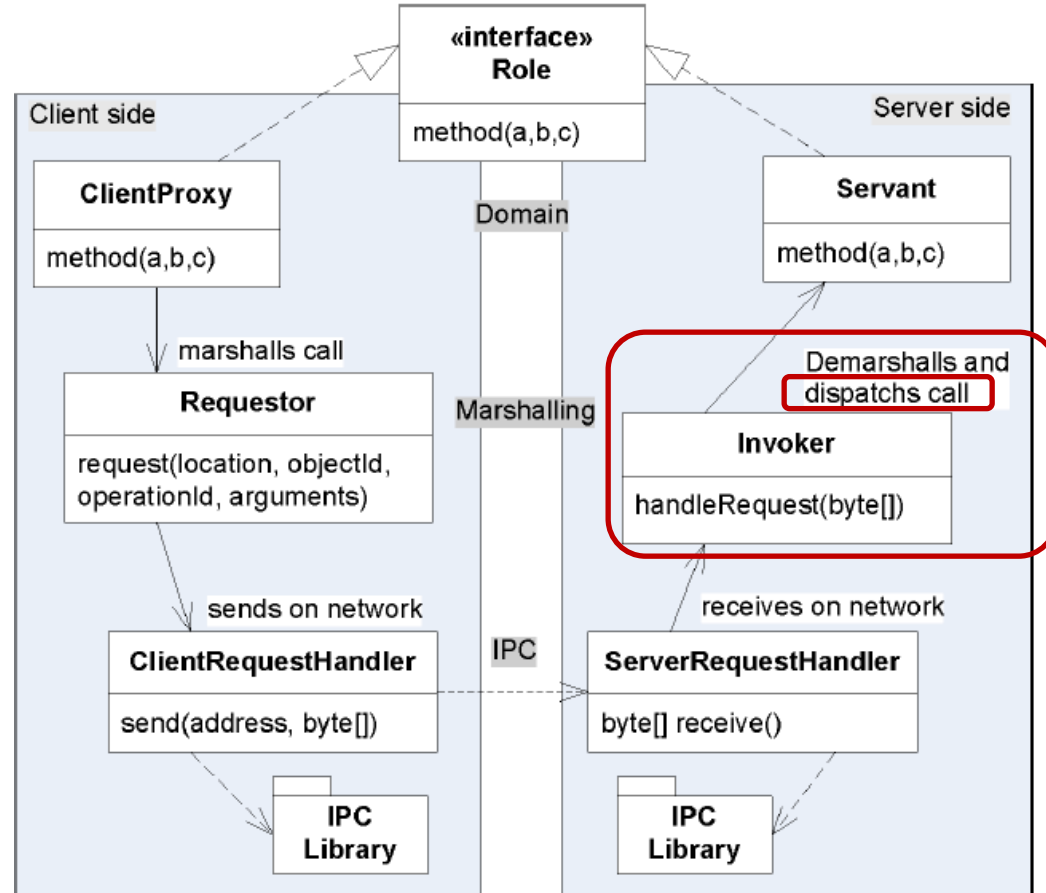 «interface»
Role
method(a,b,c)
Client side
Server side
ClientProxy
method(a,b,c)
Domain
Servant
method(a,b,c)
marshalls call
Demarshalls and
dispatchs call
Requestor
request(location, objectId,
operationId, arguments)
Marshalling
Invoker
handleRequest(byte[])
sends on network
receives on network
ClientRequestHandler
send(address, byte[])
IPC
ServerRequestHandler
byte[] receive()
IPC
Library
IPC
Library